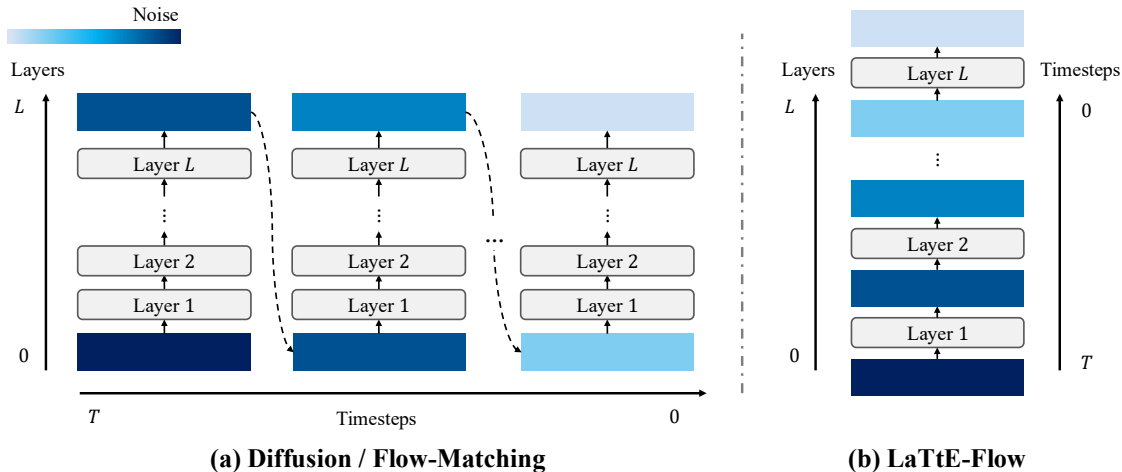 Noise
Layers
L
Layer L
Layer L
Layer L
⋮
⋮
⋮
...
Layer 2
Layer 2
Layer 2
Layer 1
Layer 1
Layer 1
0
T
Timesteps
0
(a) Diffusion / Flow-Matching
Layers
Timesteps
Layer L
L
0
⋮
Layer 2
Layer 1
0
T
(b) LaTtE-Flow